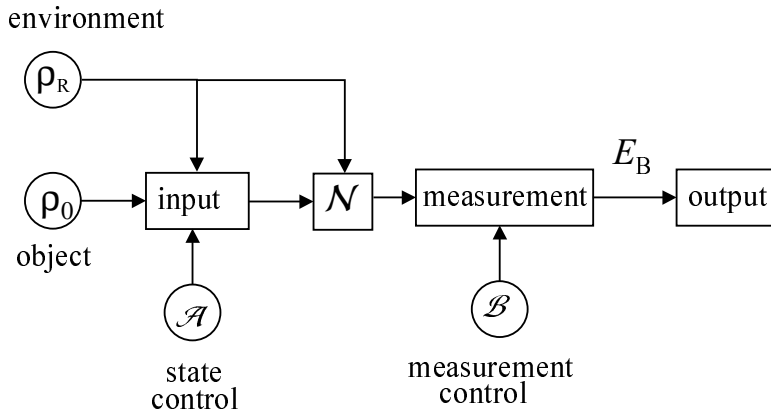 environment
ρR
E_B
ρ0
input
𝒩
measurement
output
object
𝒜
ℬ
state
control
measurement
control